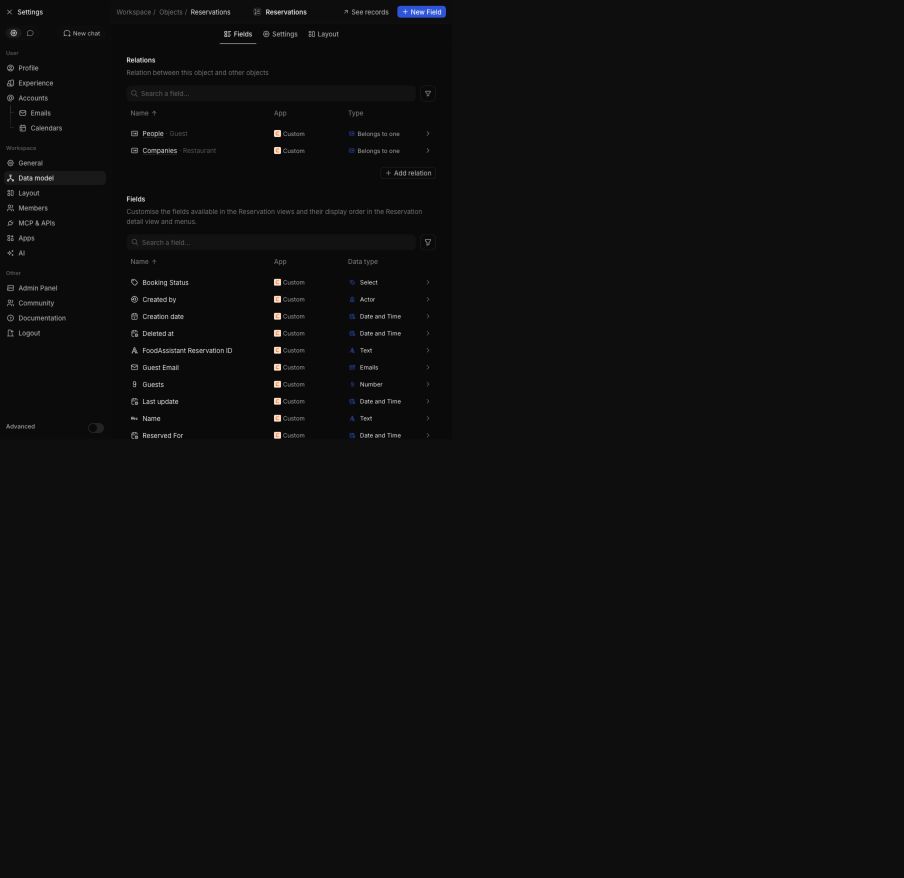 Settings
Workspace / Objects / Reservations
Reservations
See records
New Field
New chat
Fields
Settings
Layout
User
Profile
Experience
Accounts
Emails
Calendars
Workspace
General
Data model
Layout
Members
MCP & APIs
Apps
AI
Other
Admin Panel
Community
Documentation
Logout
Advanced
Relations
Relation between this object and other objects
Search a field...
Name ↑ App Type
People · Guest C Custom Belongs to one
Companies · Restaurant C Custom Belongs to one
Add relation
Fields
Customise the fields available in the Reservation views and their display order in the Reservation
detail view and menus.
Search a field...
Name ↑ App Data type
Booking Status C Custom Select
Created by C Custom Actor
Creation date C Custom Date and Time
Deleted at C Custom Date and Time
FoodAssistant Reservation ID C Custom Text
Guest Email C Custom Emails
Guests C Custom Number
Last update C Custom Date and Time
Name C Custom Text
Reserved For C Custom Date and Time